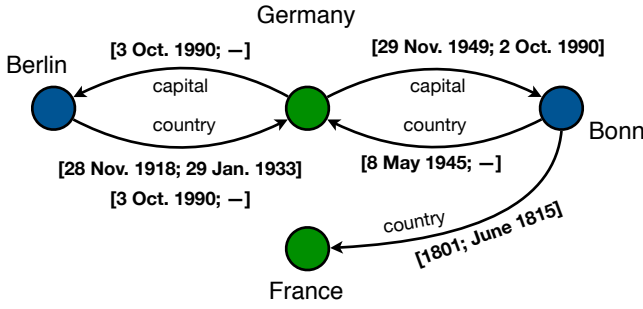 Germany
[3 Oct. 1990; —]
[29 Nov. 1949; 2 Oct. 1990]
Berlin
capital
capital
country
country
Bonn
[28 Nov. 1918; 29 Jan. 1933]
[8 May 1945; —]
[3 Oct. 1990; —]
country
[1801; June 1815]
France